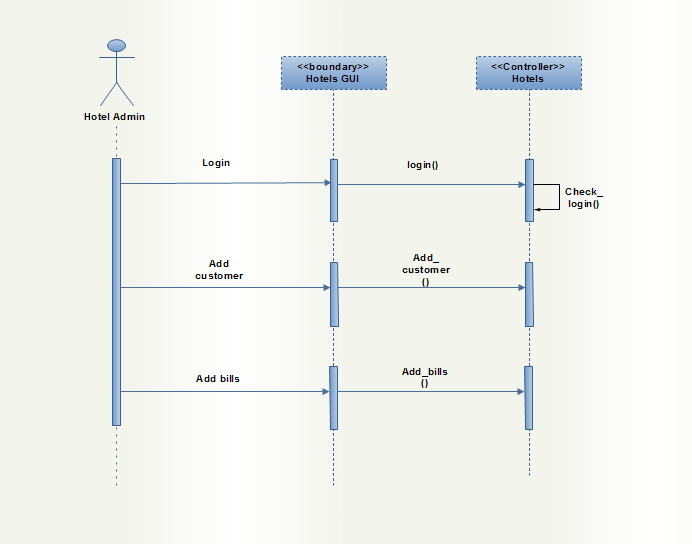 <<boundary>>
Hotels GUI
<<Controller>>
Hotels
Hotel Admin
Login
login()
Check_
login()
Add
customer
Add_
customer
()
Add bills
Add_bills
()